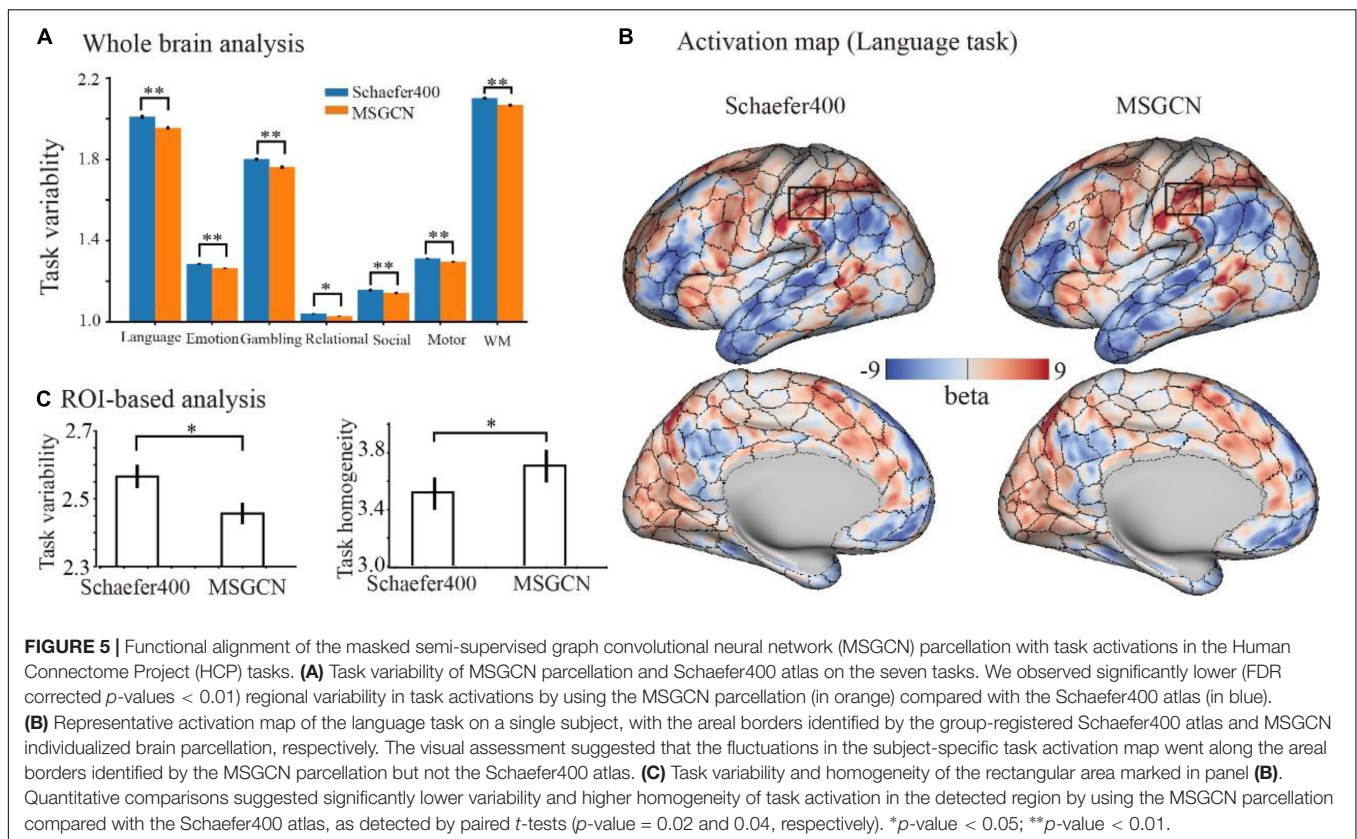 A Whole brain analysis
Task variablity
2.2
1.8
1.4
1.0
Schaefer400
MSGCN
**
**
**
*
**
**
**
Language Emotion Gambling Relational Social Motor WM
B Activation map (Language task)
Schaefer400 MSGCN
-9 9
beta
C ROI-based analysis
Task variability
2.7
2.5
2.3
*
Schaefer400 MSGCN
Task homogeneity
3.8
3.4
3.0
*
Schaefer400 MSGCN
FIGURE 5 | Functional alignment of the masked semi-supervised graph convolutional neural network (MSGCN) parcellation with task activations in the Human
Connectome Project (HCP) tasks. (A) Task variability of MSGCN parcellation and Schaefer400 atlas on the seven tasks. We observed significantly lower (FDR
corrected p-values < 0.01) regional variability in task activations by using the MSGCN parcellation (in orange) compared with the Schaefer400 atlas (in blue).
(B) Representative activation map of the language task on a single subject, with the areal borders identified by the group-registered Schaefer400 atlas and MSGCN
individualized brain parcellation, respectively. The visual assessment suggested that the fluctuations in the subject-specific task activation map went along the areal
borders identified by the MSGCN parcellation but not the Schaefer400 atlas. (C) Task variability and homogeneity of the rectangular area marked in panel (B).
Quantitative comparisons suggested significantly lower variability and higher homogeneity of task activation in the detected region by using the MSGCN parcellation
compared with the Schaefer400 atlas, as detected by paired t-tests (p-value = 0.02 and 0.04, respectively). *p-value < 0.05; **p-value < 0.01.